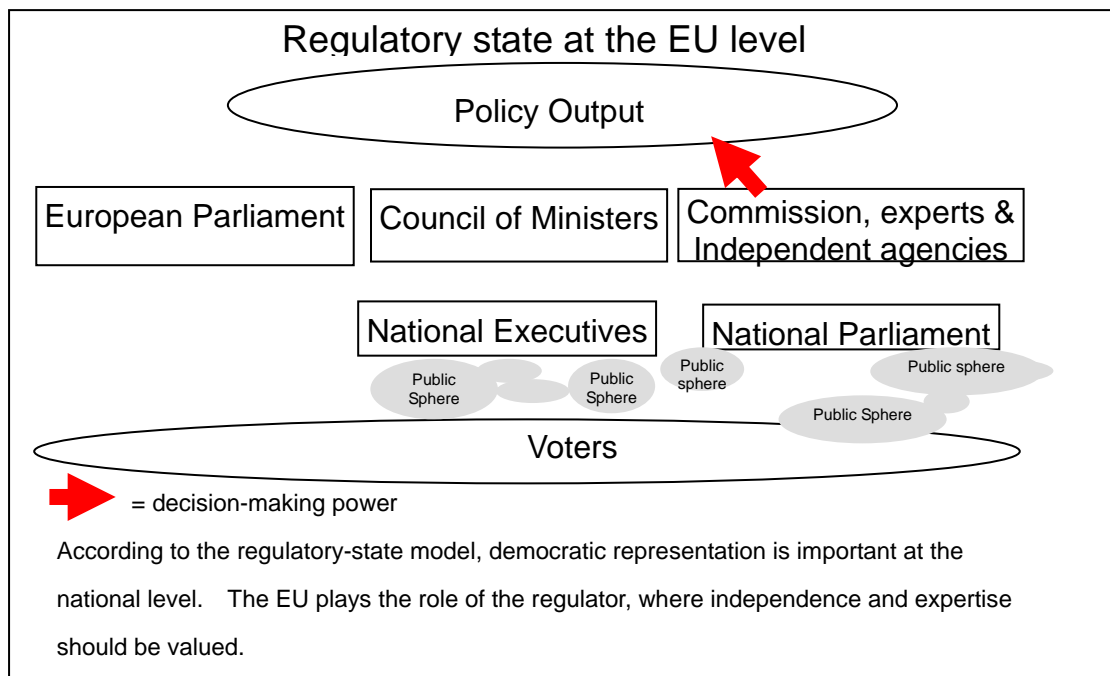 Regulatory state at the EU level
Policy Output
European Parliament
Council of Ministers
Commission, experts &
Independent agencies
National Executives
National Parliament
Public
Sphere
Public
Sphere
Public
sphere
Public sphere
Public Sphere
Voters
= decision-making power
According to the regulatory-state model, democratic representation is important at the
national level. The EU plays the role of the regulator, where independence and expertise
should be valued.